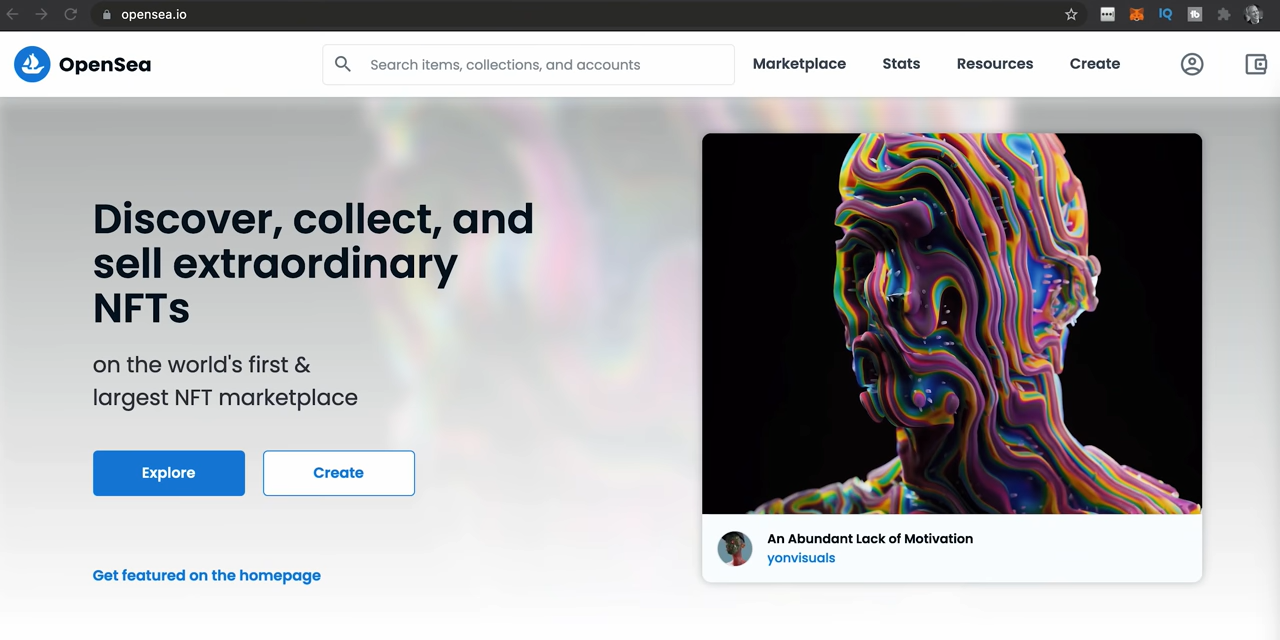 opensea.io
IQ
tb
OpenSea
Search items, collections, and accounts
Marketplace
Stats
Resources
Create
Discover, collect, and
sell extraordinary
NFTs
on the world's first &
largest NFT marketplace
Explore
Create
Get featured on the homepage
An Abundant Lack of Motivation
yonvisuals